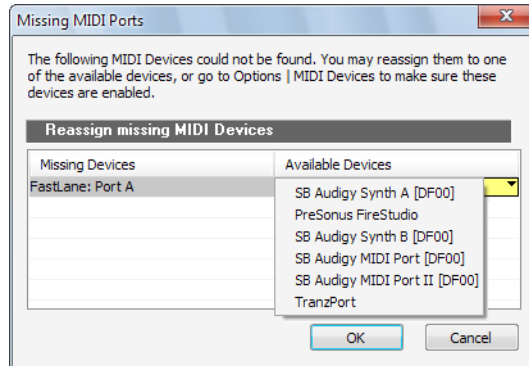 Missing MIDI Ports
The following MIDI Devices could not be found. You may reassign them to one
of the available devices, or go to Options | MIDI Devices to make sure these
devices are enabled.
Reassign missing MIDI Devices
Missing Devices
Available Devices
FastLane: Port A
SB Audigy Synth A [DF00]
PreSonus FireStudio
SB Audigy Synth B [DF00]
SB Audigy MIDI Port [DF00]
SB Audigy MIDI Port II [DF00]
TranzPort
OK
Cancel